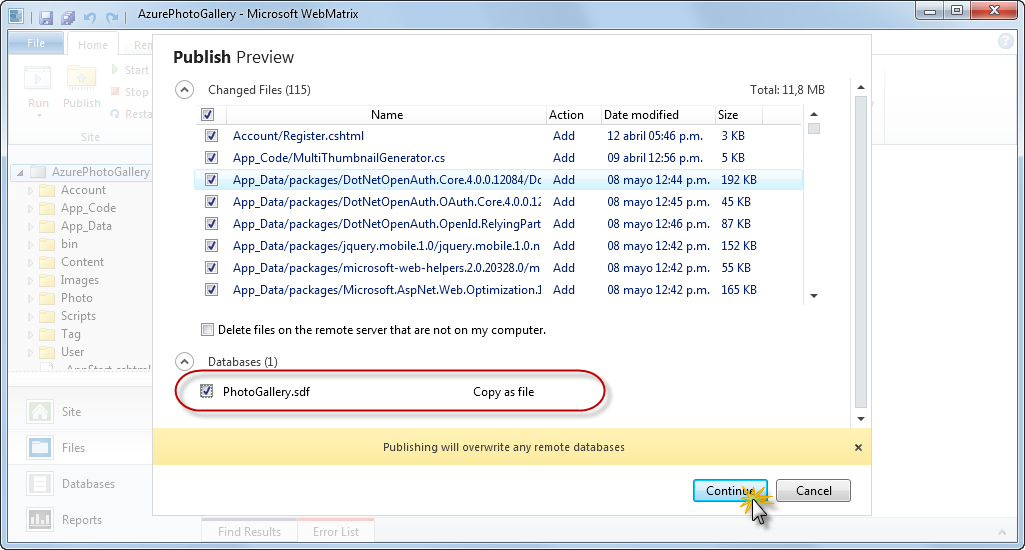 AzurePhotoGallery - Microsoft WebMatrix
File Home
Start
Stop
Run Publish
Site
AzurePhotoGallery
Account
App_Code
App_Data
bin
Content
Images
Photo
Scripts
Tag
User
_AppStart.cshtml
Site
Files
Databases
Reports
Publish Preview
Changed Files (115) Total: 11,8 MB
Name Action Date modified Size
Account/Register.cshtml Add 12 abril 05:46 p.m. 3 KB
App_Code/MultiThumbnailGenerator.cs Add 09 abril 12:56 p.m. 5 KB
App_Data/packages/DotNetOpenAuth.Core.4.0.0.12084/Dc Add 08 mayo 12:44 p.m. 192 KB
App_Data/packages/DotNetOpenAuth.OAuth.Core.4.0.0.12 Add 08 mayo 12:45 p.m. 45 KB
App_Data/packages/DotNetOpenAuth.OpenId.RelyingPart Add 08 mayo 12:46 p.m. 87 KB
App_Data/packages/jquery.mobile.1.0/jquery.mobile.1.0.n Add 08 mayo 12:42 p.m. 152 KB
App_Data/packages/microsoft-web-helpers.2.0.20328.0/m Add 08 mayo 12:42 p.m. 55 KB
App_Data/packages/Microsoft.AspNet.Web.Optimization.1 Add 08 mayo 12:42 p.m. 165 KB
Delete files on the remote server that are not on my computer.
Databases (1)
PhotoGallery.sdf Copy as file
Publishing will overwrite any remote databases
Continue Cancel
Find Results Error List